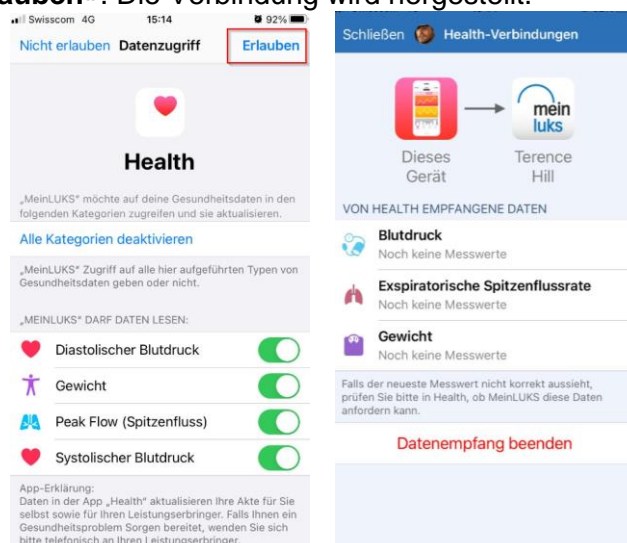 auben". Die Verbindung wird hergestellt.
Swisscom 4G 15:14 92%
Nicht erlauben Datenzugriff Erlauben
Health
„MeinLUKS" möchte auf deine Gesundheitsdaten in den
folgenden Kategorien zugreifen und sie aktualisieren.
Alle Kategorien deaktivieren
„MeinLUKS" Zugriff auf alle hier aufgeführten Typen von
Gesundheitsdaten geben oder nicht.
„MEINLUKS" DARF DATEN LESEN:
Diastolischer Blutdruck
Gewicht
Peak Flow (Spitzenfluss)
Systolischer Blutdruck
App-Erklärung:
Daten in der App „Health" aktualisieren Ihre Akte für Sie
selbst sowie für Ihren Leistungserbringer. Falls Ihnen ein
Gesundheitsproblem Sorgen bereitet, wenden Sie sich
bitte telefonisch an Ihren Leistungserbringer.
Schließen Health-Verbindungen
mein
luks
Dieses
Gerät
Terence
Hill
VON HEALTH EMPFANGENE DATEN
Blutdruck
Noch keine Messwerte
Exspiratorische Spitzenflussrate
Noch keine Messwerte
Gewicht
Noch keine Messwerte
Falls der neueste Messwert nicht korrekt aussieht,
prüfen Sie bitte in Health, ob MeinLUKS diese Daten
anfordern kann.
Datenempfang beenden